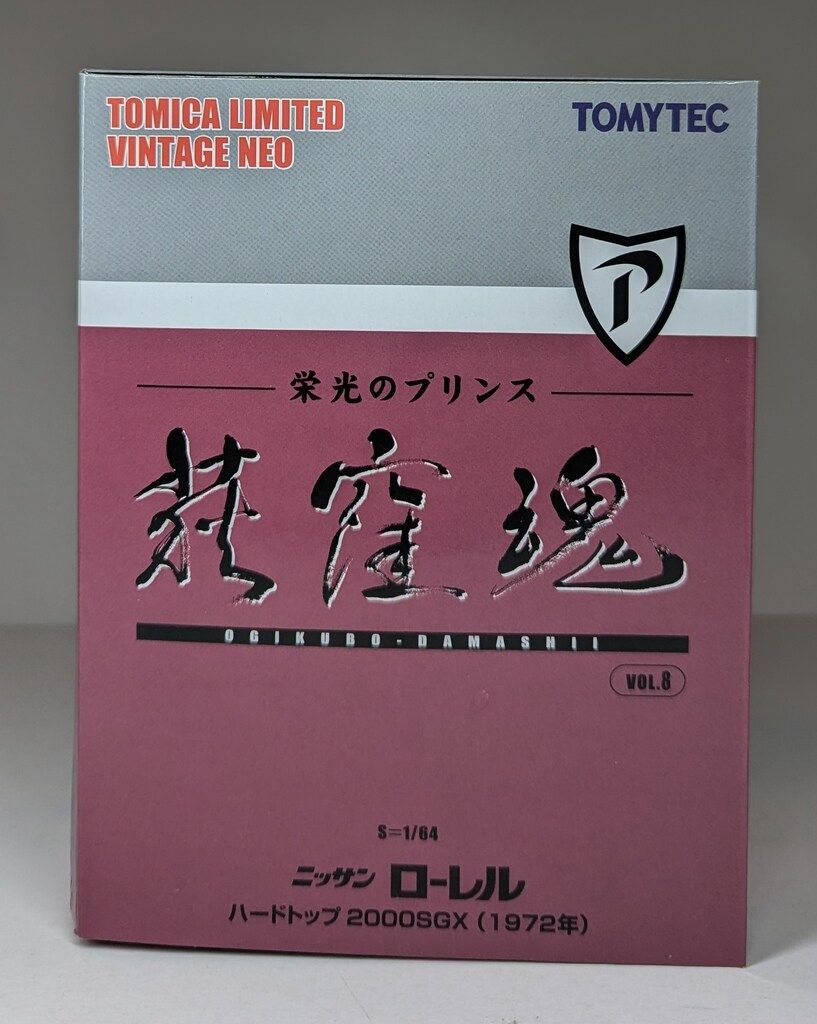 TOMICA LIMITED
VINTAGE NEO
TOMYTEC
P
栄光のプリンス
荻窪魂
OGIKUBO-DAMASHII
VOL.8
S=1/64
ニッサン ローレル
ハードトップ 2000SGX (1972年)